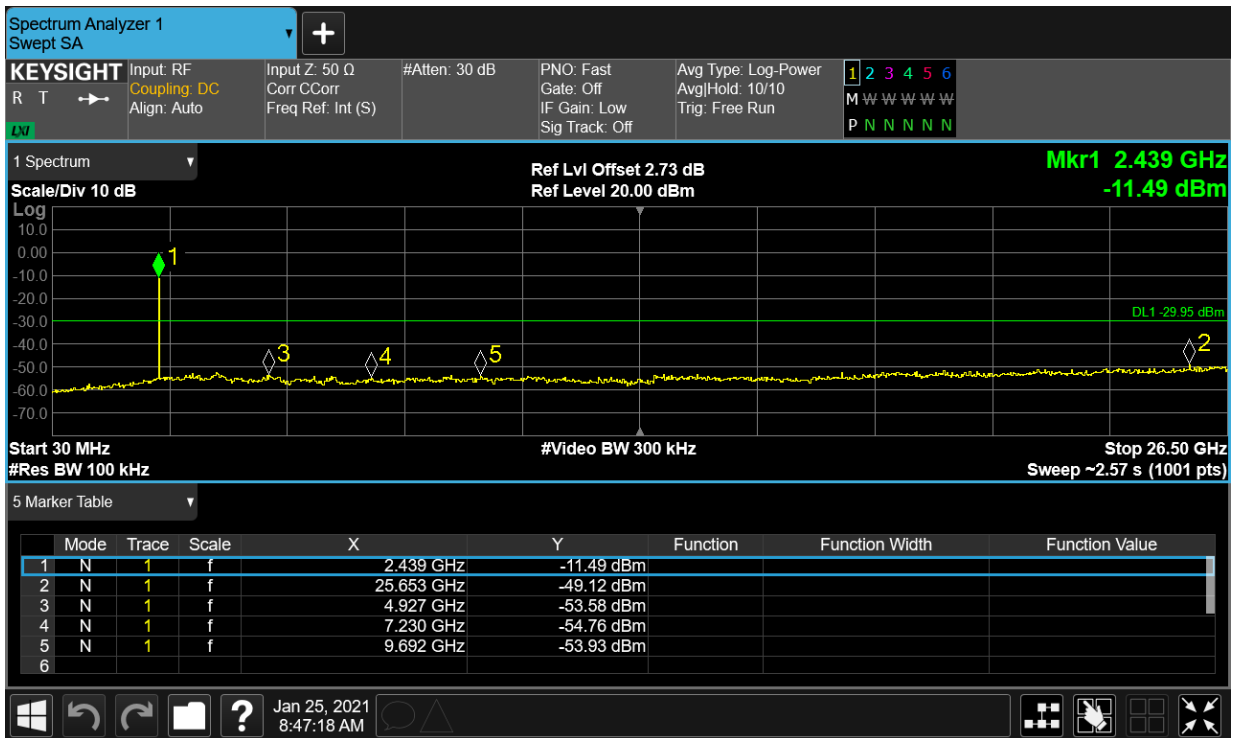 Spectrum Analyzer 1
Swept SA
+
KEYSIGHT
R T
LXI
Input: RF
Coupling: DC
Align: Auto
Input Z: 50 Ω
Corr CCorr
Freq Ref: Int (S)
#Atten: 30 dB
PNO: Fast
Gate: Off
IF Gain: Low
Sig Track: Off
Avg Type: Log-Power
Avg|Hold: 10/10
Trig: Free Run
1 2 3 4 5 6
M W W W W W
P N N N N N
1 Spectrum
Scale/Div 10 dB
Ref Lvl Offset 2.73 dB
Ref Level 20.00 dBm
Mkr1 2.439 GHz
-11.49 dBm
Log
10.0
0.00
-10.0
-20.0
-30.0
-40.0
-50.0
-60.0
-70.0
1
DL1 -29.95 dBm
3
4
5
2
Start 30 MHz
#Res BW 100 kHz
#Video BW 300 kHz
Stop 26.50 GHz
Sweep ~2.57 s (1001 pts)
5 Marker Table
Mode Trace Scale X Y Function Function Width Function Value
1 N 1 f 2.439 GHz -11.49 dBm
2 N 1 f 25.653 GHz -49.12 dBm
3 N 1 f 4.927 GHz -53.58 dBm
4 N 1 f 7.230 GHz -54.76 dBm
5 N 1 f 9.692 GHz -53.93 dBm
6
?
Jan 25, 2021
8:47:18 AM